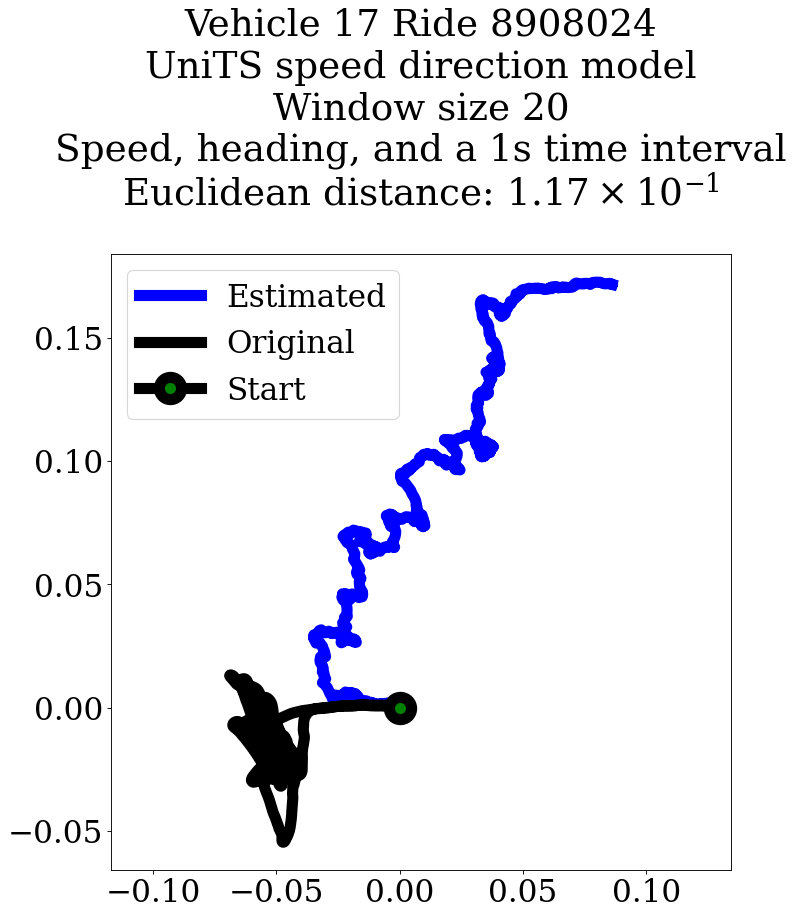 Vehicle 17 Ride 8908024
UniTS speed direction model
Window size 20
Speed, heading, and a 1s time interval
Euclidean distance: 1.17 × 10⁻¹
Estimated
Original
Start
0.15
0.10
0.05
0.00
−0.05
−0.10 −0.05 0.00 0.05 0.10